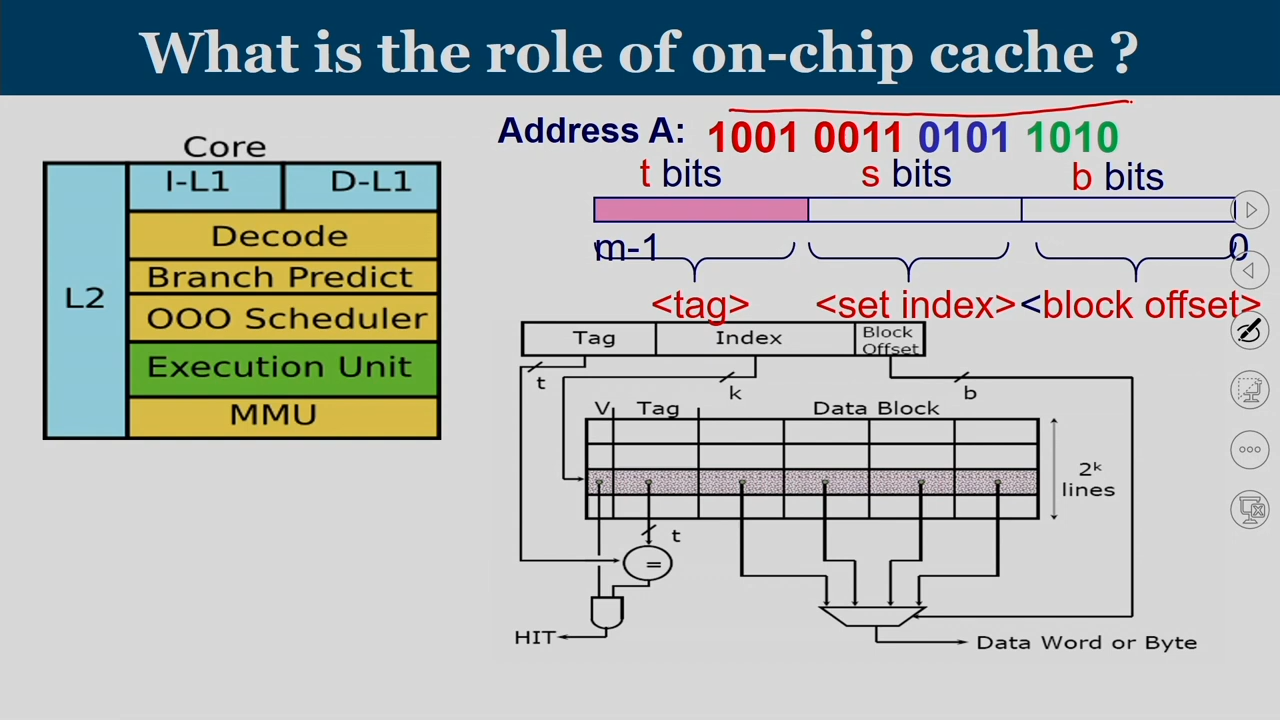 What is the role of on-chip cache ?
Core
I-L1 D-L1
L2
Decode
Branch Predict
OOO Scheduler
Execution Unit
MMU
Address A: 1001 0011 0101 1010
t bits s bits b bits
m-1 0
<tag> <set index> <block offset>
Tag Index Block
Offset
t k b
V Tag Data Block
2ᵏ
lines
t
=
HIT
Data Word or Byte